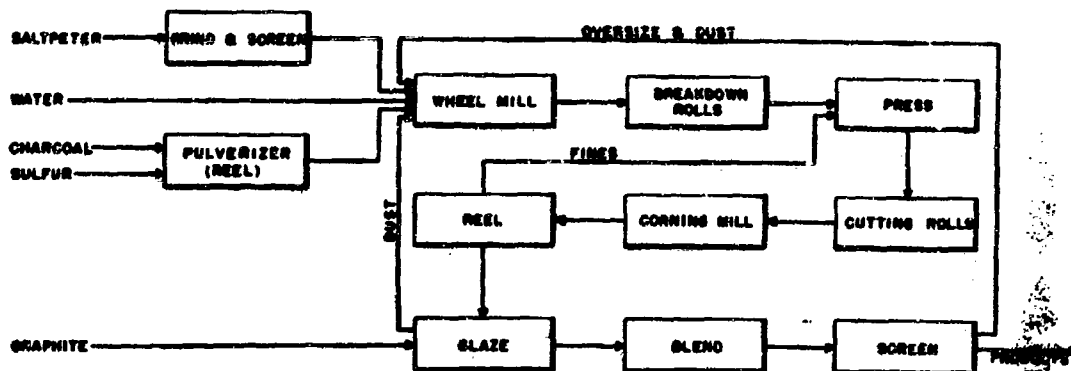 OVERSIZE & DUST
SALTPETER
GRIND & SCREEN
WATER
WHEEL MILL
BREAKDOWN
ROLLS
PRESS
CHARCOAL
SULFUR
PULVERIZER
(REEL)
FINES
DUST
REEL
CORNING MILL
CUTTING ROLLS
GRAPHITE
GLAZE
BLEND
SCREEN
PRODUCTS